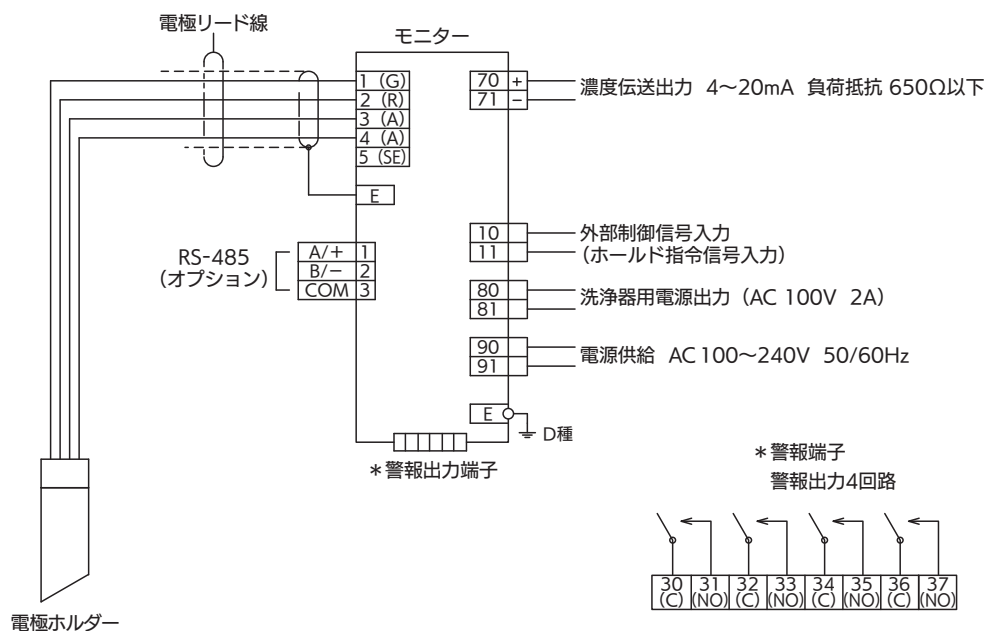 電極リード線
モニター
1 (G)
2 (R)
3 (A)
4 (A)
5 (SE)
E
70 +
71 −
濃度伝送出力 4〜20mA 負荷抵抗 650Ω以下
RS-485
(オプション)
A/+ 1
B/− 2
COM 3
10
11
外部制御信号入力
(ホールド指令信号入力)
80
81
洗浄器用電源出力 (AC 100V 2A)
90
91
電源供給 AC 100〜240V 50/60Hz
E
D種
*警報出力端子
*警報端子
警報出力4回路
30 31 32 33 34 35 36 37
(C) (NO) (C) (NO) (C) (NO) (C) (NO)
電極ホルダー